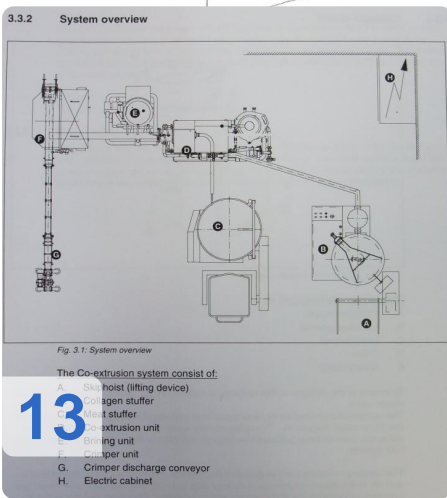 3.3.2 System overview
H
E
F
D
C
B
G
A
Fig. 3.1: System overview
The Co-extrusion system consist of:
A. Skiphoist (lifting device)
Collagen stuffer
C. Meat stuffer
Co-extrusion unit
E. Brining unit
F. Crimper unit
G. Crimper discharge conveyor
H. Electric cabinet
13